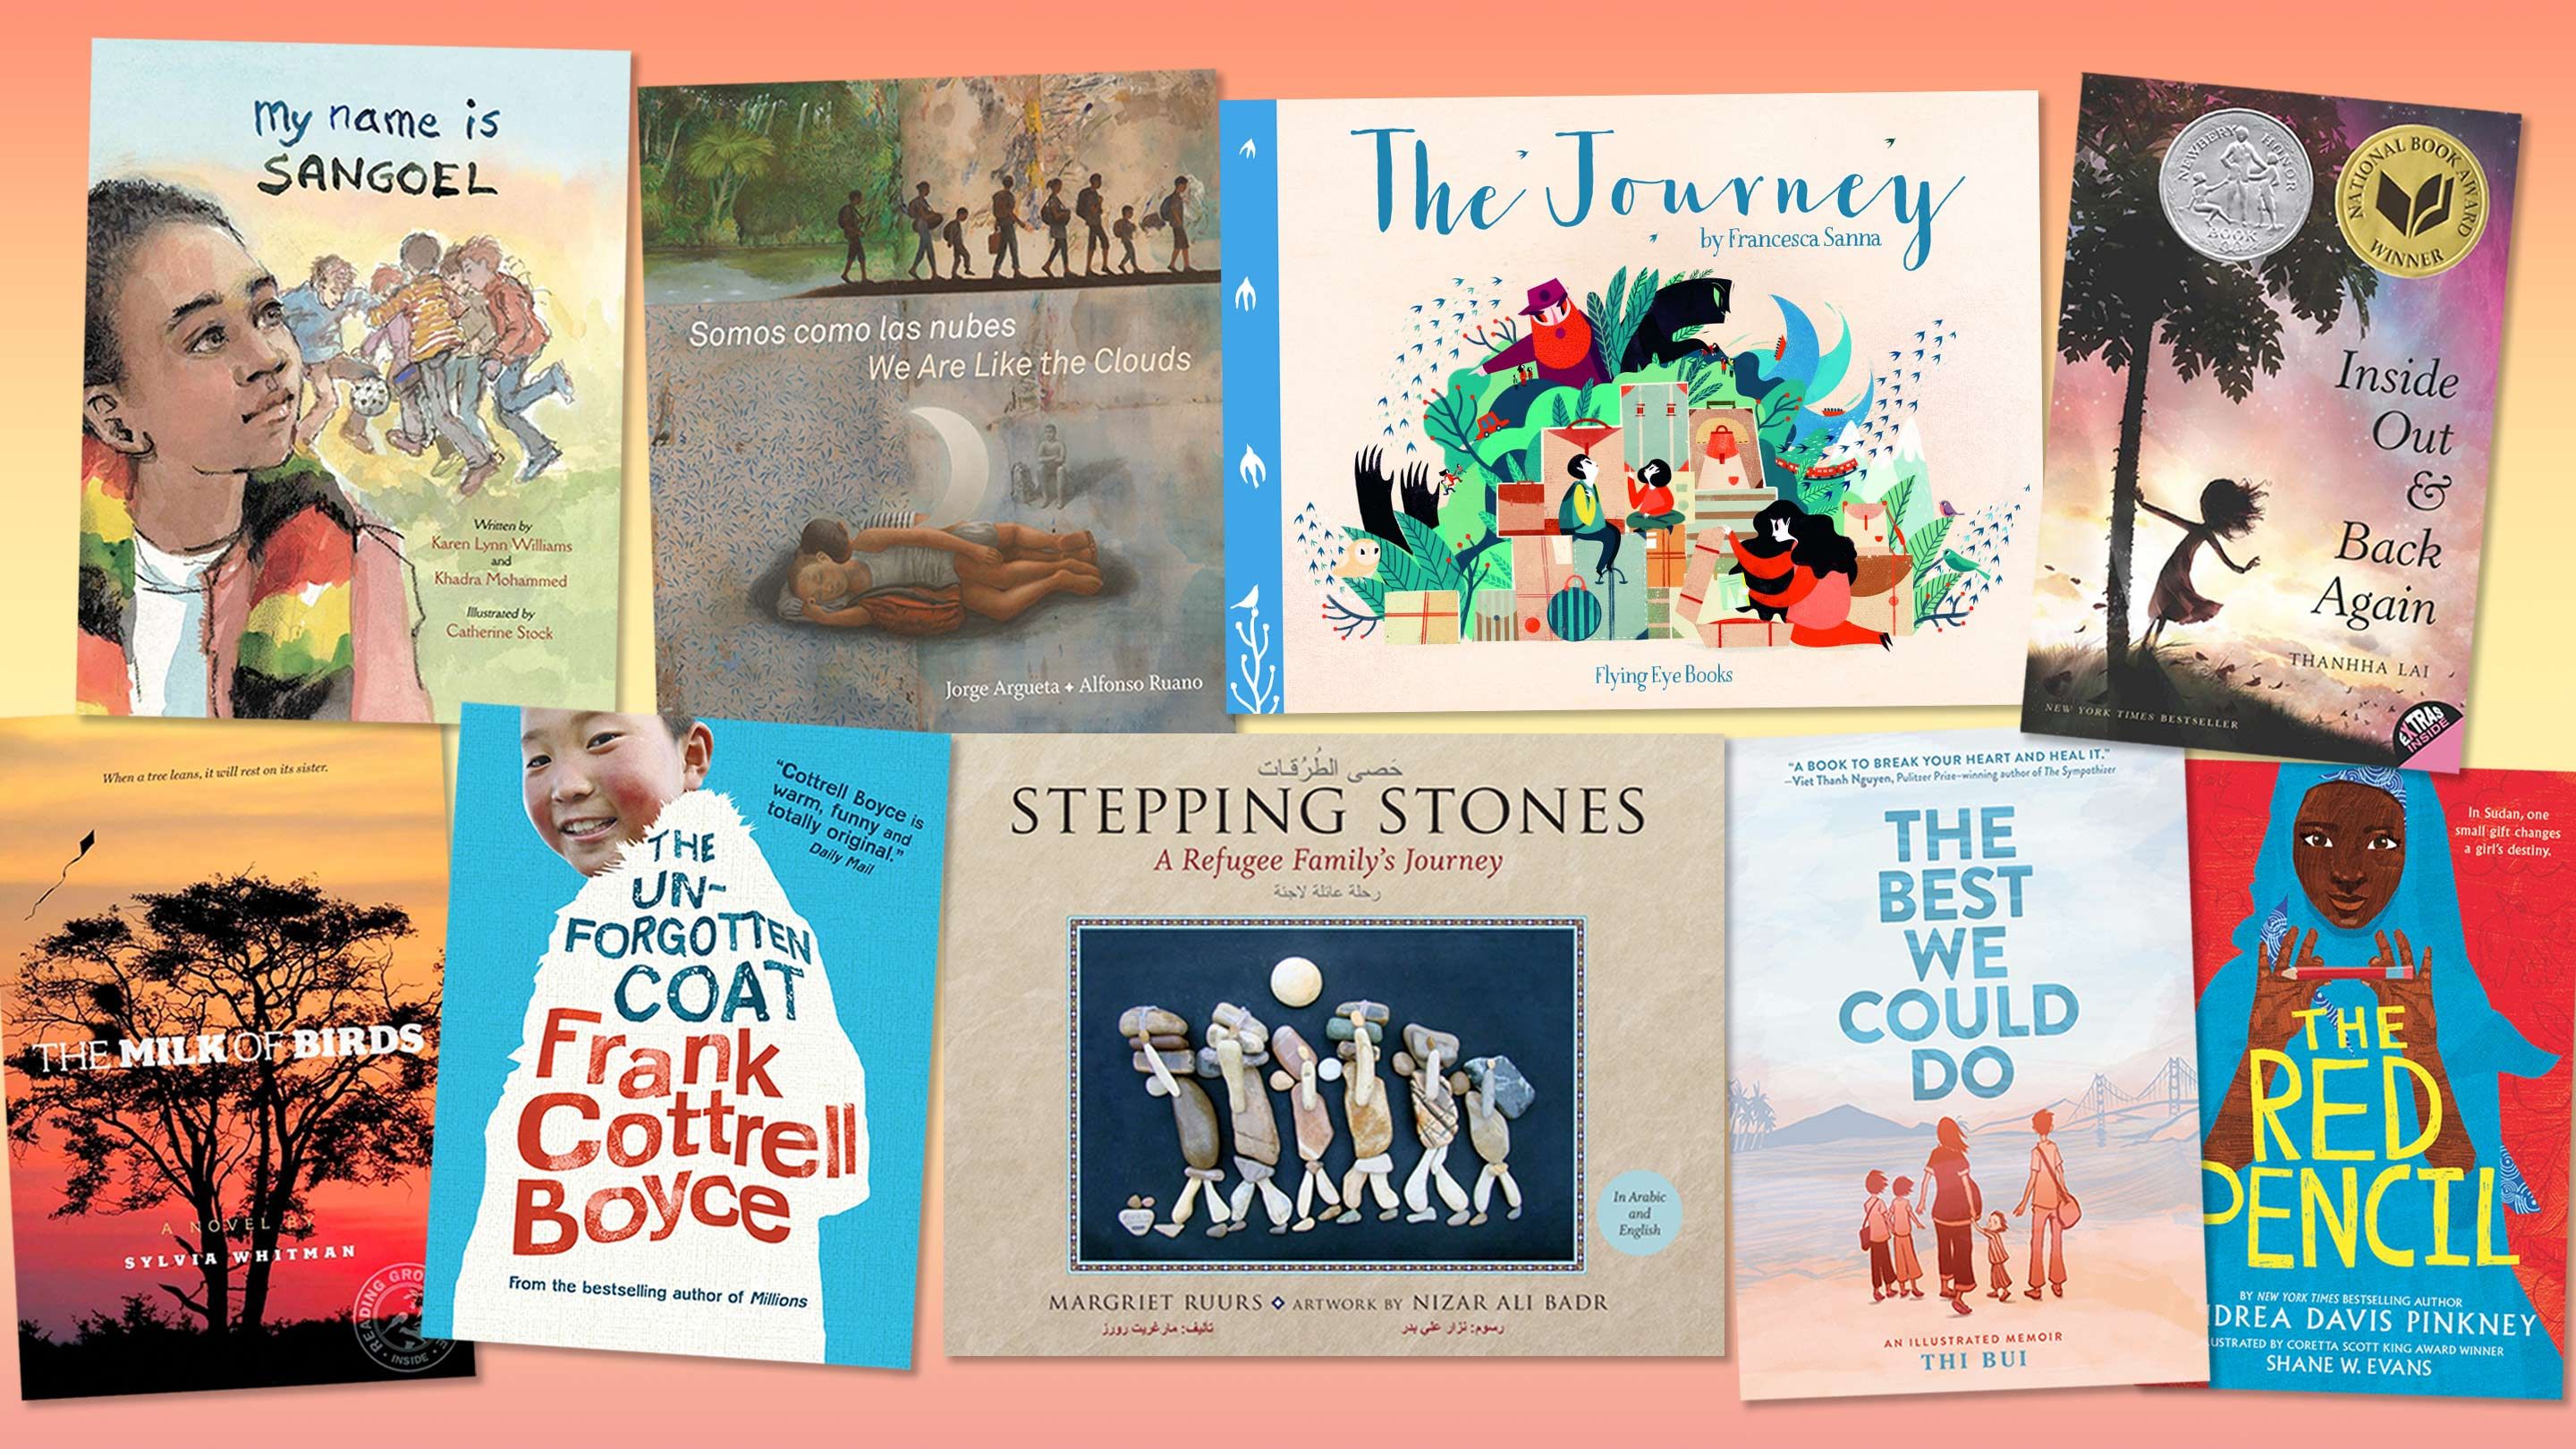 My name is
SANGOEL
Written by
Karen Lynn Williams
and
Khadra Mohammed
Illustrated by
Catherine Stock
Somos como las nubes
We Are Like the Clouds
Jorge Argueta + Alfonso Ruano
The Journey
by Francesca Sanna
Flying Eye Books
NEWBERY HONOR
BOOK
NATIONAL BOOK AWARD
WINNER
Inside
Out
&
Back
Again
THANHHA LAI
NEW YORK TIMES BESTSELLER
EXTRAS
INSIDE
When a tree leans, it will rest on its sister.
THE MILK OF BIRDS
A NOVEL BY
SYLVIA WHITMAN
READING GRO
INSIDE
"Cottrell Boyce is
warm, funny and
totally original."
Daily Mail
THE
UN-
FORGOTTEN
COAT
Frank
Cottrell
Boyce
From the bestselling author of Millions
حَصى الطُرُقات
STEPPING STONES
A Refugee Family's Journey
رحلة عائلة لاجئة
In Arabic
and
English
MARGRIET RUURS ARTWORK BY NIZAR ALI BADR
تأليف: مارغريت رورز
رسوم: نزار علي بدر
"A BOOK TO BREAK YOUR HEART AND HEAL IT."
—Viet Thanh Nguyen, Pulitzer Prize–winning author of The Sympathizer
THE
BEST
WE
COULD
DO
AN ILLUSTRATED MEMOIR
THI BUI
In Sudan, one
small gift changes
a girl's destiny.
THE
RED
PENCIL
BY NEW YORK TIMES BESTSELLING AUTHOR
DREA DAVIS PINKNEY
USTRATED BY CORETTA SCOTT KING AWARD WINNER
SHANE W. EVANS